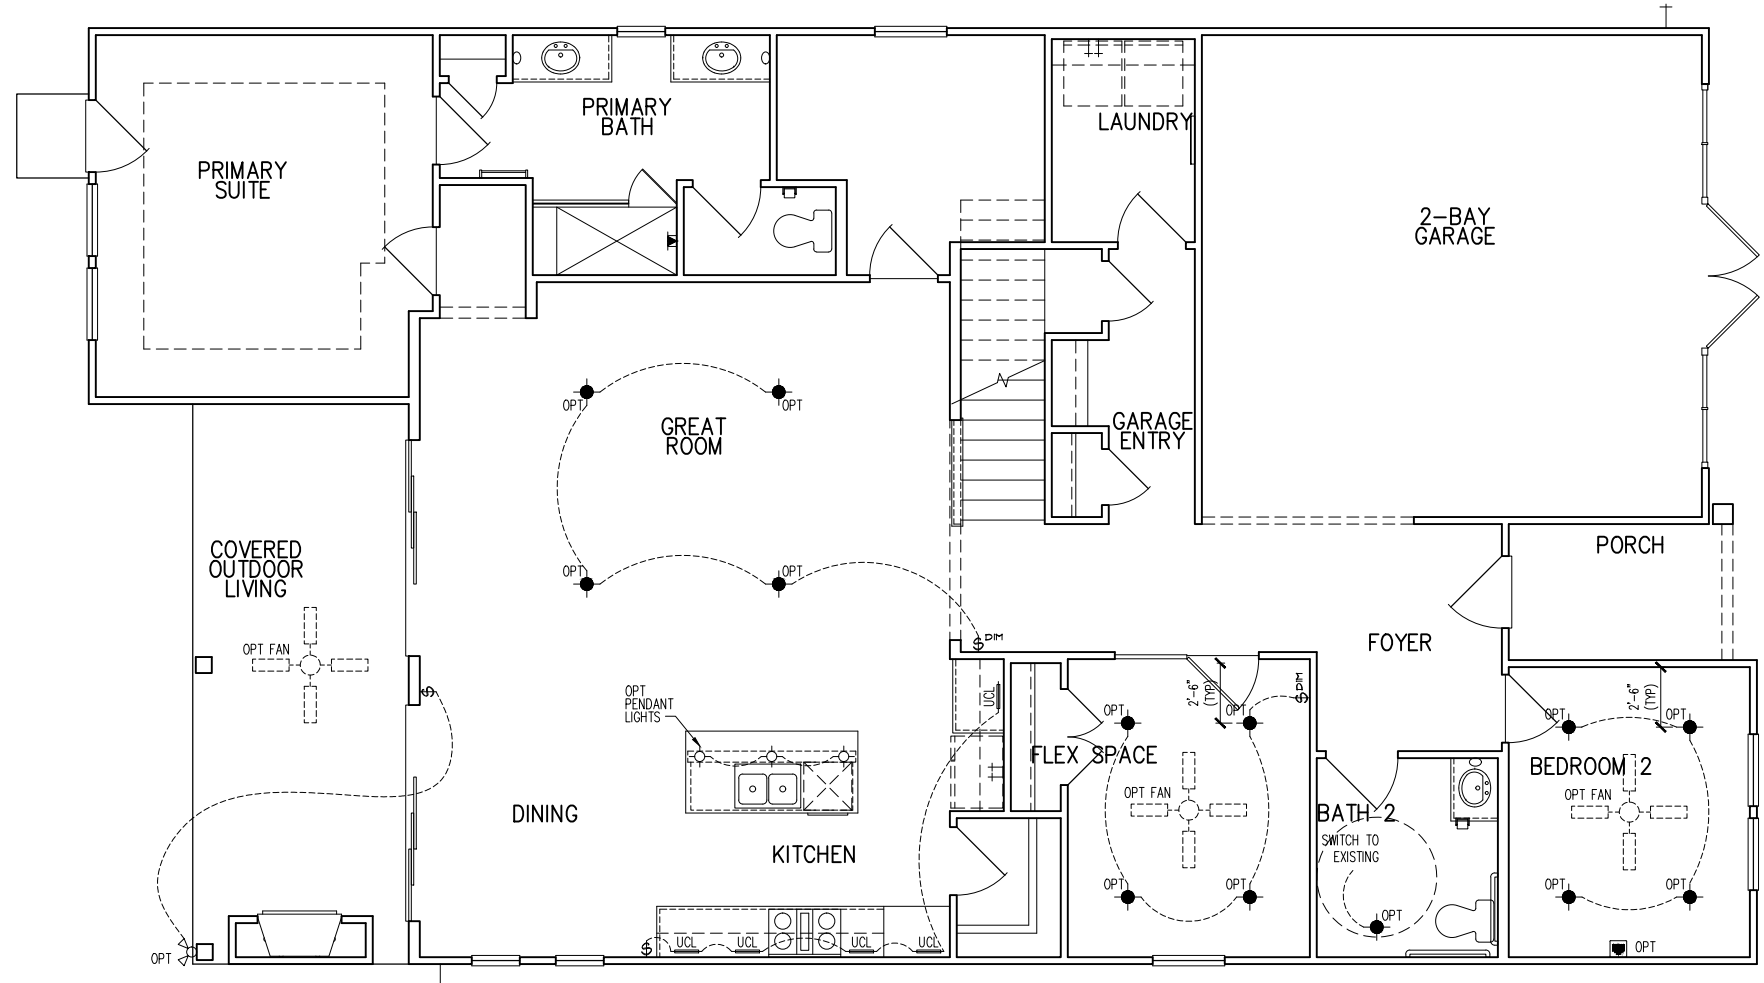 PRIMARY
BATH
LAUNDRY
PRIMARY
SUITE
2-BAY
GARAGE
OPT
OPT
GREAT
ROOM
GARAGE
ENTRY
COVERED
OUTDOOR
LIVING
OPT
OPT
PORCH
OPT FAN
$ DIM
FOYER
$
OPT
PENDANT
LIGHTS
UCL
2'-6"
(TYP)
$ DIM
2'-6"
(TYP)
OPT
OPT
OPT
OPT
FLEX SPACE
BEDROOM 2
OPT FAN
OPT FAN
DINING
BATH 2
SWITCH TO
EXISTING
KITCHEN
OPT
OPT
OPT
OPT
OPT
$
UCL
UCL
UCL
UCL
OPT
OPT